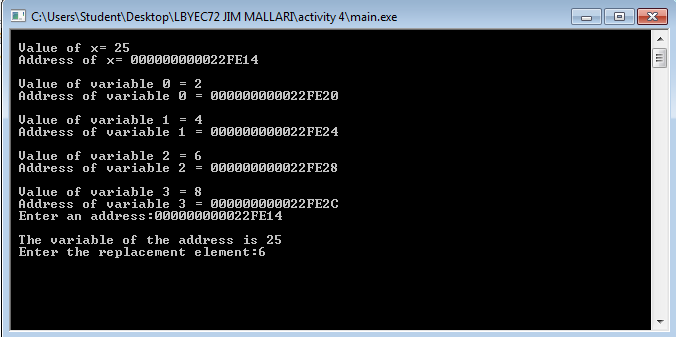 C:\Users\Student\Desktop\LBYEC72 JIM MALLARI\activity 4\main.exe
Value of x= 25
Address of x= 000000000022FE14
Value of variable 0 = 2
Address of variable 0 = 000000000022FE20
Value of variable 1 = 4
Address of variable 1 = 000000000022FE24
Value of variable 2 = 6
Address of variable 2 = 000000000022FE28
Value of variable 3 = 8
Address of variable 3 = 000000000022FE2C
Enter an address:000000000022FE14
The variable of the address is 25
Enter the replacement element:6